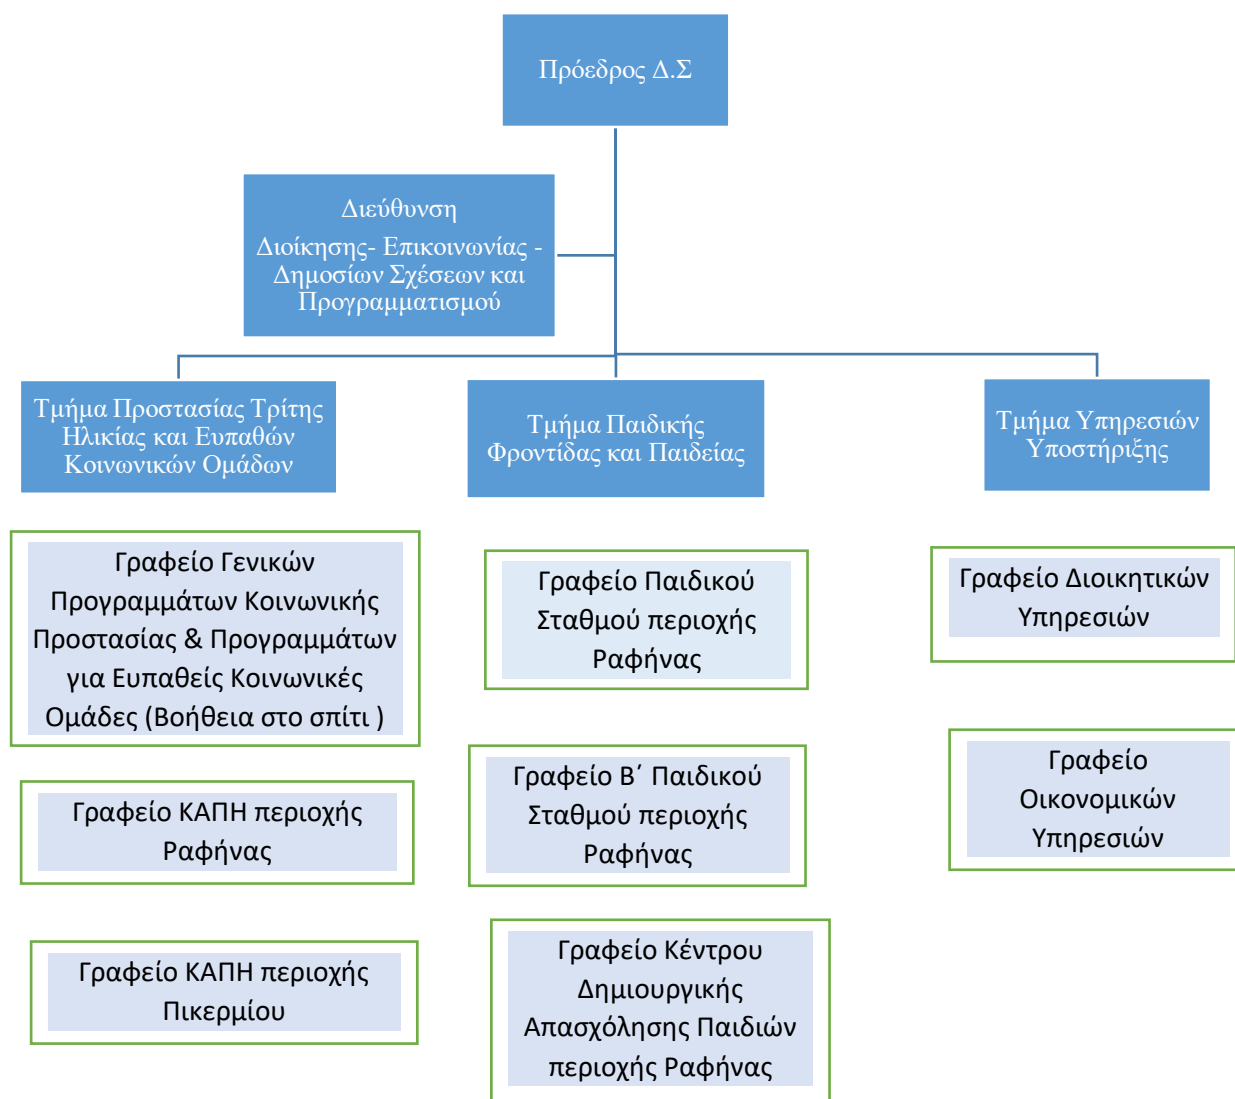 Πρόεδρος Δ.Σ
Διεύθυνση
Διοίκησης- Επικοινωνίας -
Δημοσίων Σχέσεων και
Προγραμματισμού
Τμήμα Προστασίας Τρίτης
Ηλικίας και Ευπαθών
Κοινωνικών Ομάδων
Τμήμα Παιδικής
Φροντίδας και Παιδείας
Τμήμα Υπηρεσιών
Υποστήριξης
Γραφείο Γενικών
Προγραμμάτων Κοινωνικής
Προστασίας & Προγραμμάτων
για Ευπαθείς Κοινωνικές
Ομάδες (Βοήθεια στο σπίτι )
Γραφείο Παιδικού
Σταθμού περιοχής
Ραφήνας
Γραφείο Διοικητικών
Υπηρεσιών
Γραφείο ΚΑΠΗ περιοχής
Ραφήνας
Γραφείο Β΄ Παιδικού
Σταθμού περιοχής
Ραφήνας
Γραφείο
Οικονομικών
Υπηρεσιών
Γραφείο ΚΑΠΗ περιοχής
Πικερμίου
Γραφείο Κέντρου
Δημιουργικής
Απασχόλησης Παιδιών
περιοχής Ραφήνας